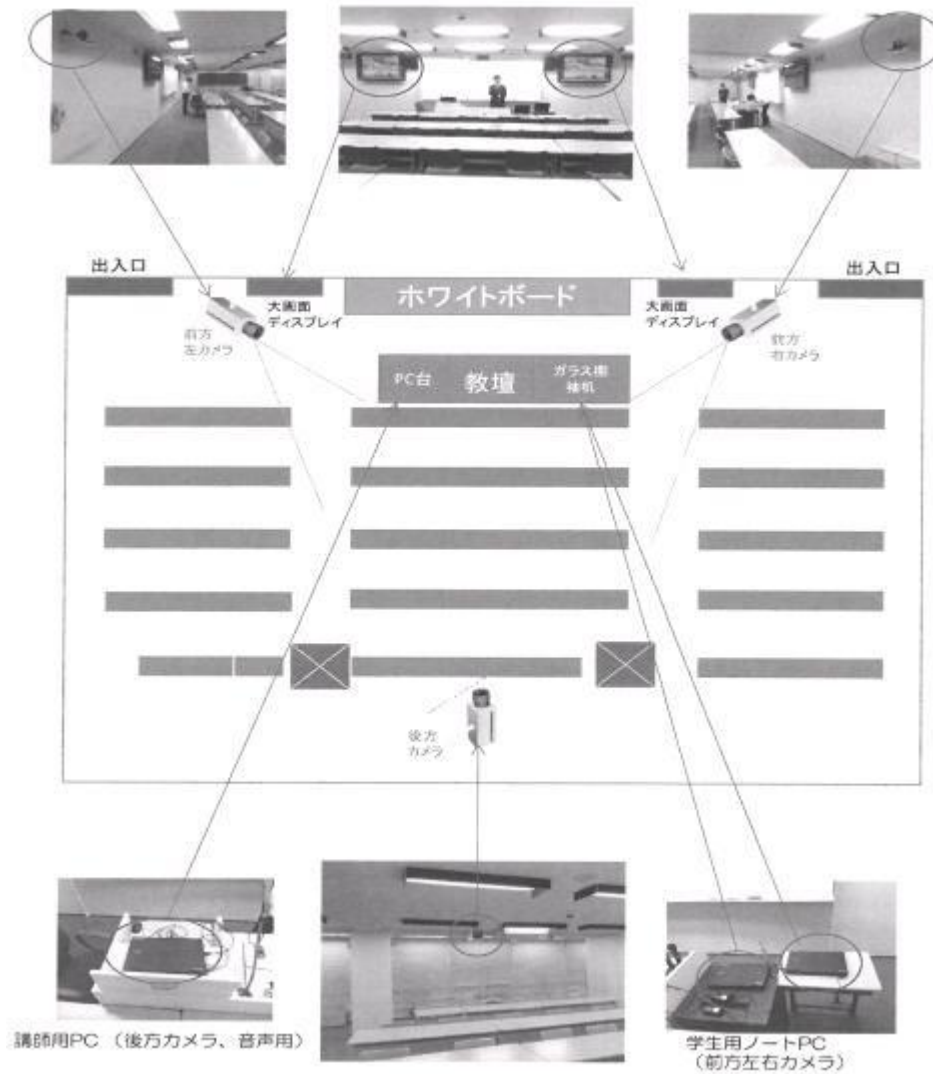 出入口
ホワイトボード
出入口
大画面
ディスプレイ
大画面
ディスプレイ
前方
左カメラ
前方
右カメラ
PC台
教壇
ガラス棚
袖机
後方
カメラ
講師用PC (後方カメラ、音声用)
学生用ノートPC
(前方左右カメラ)